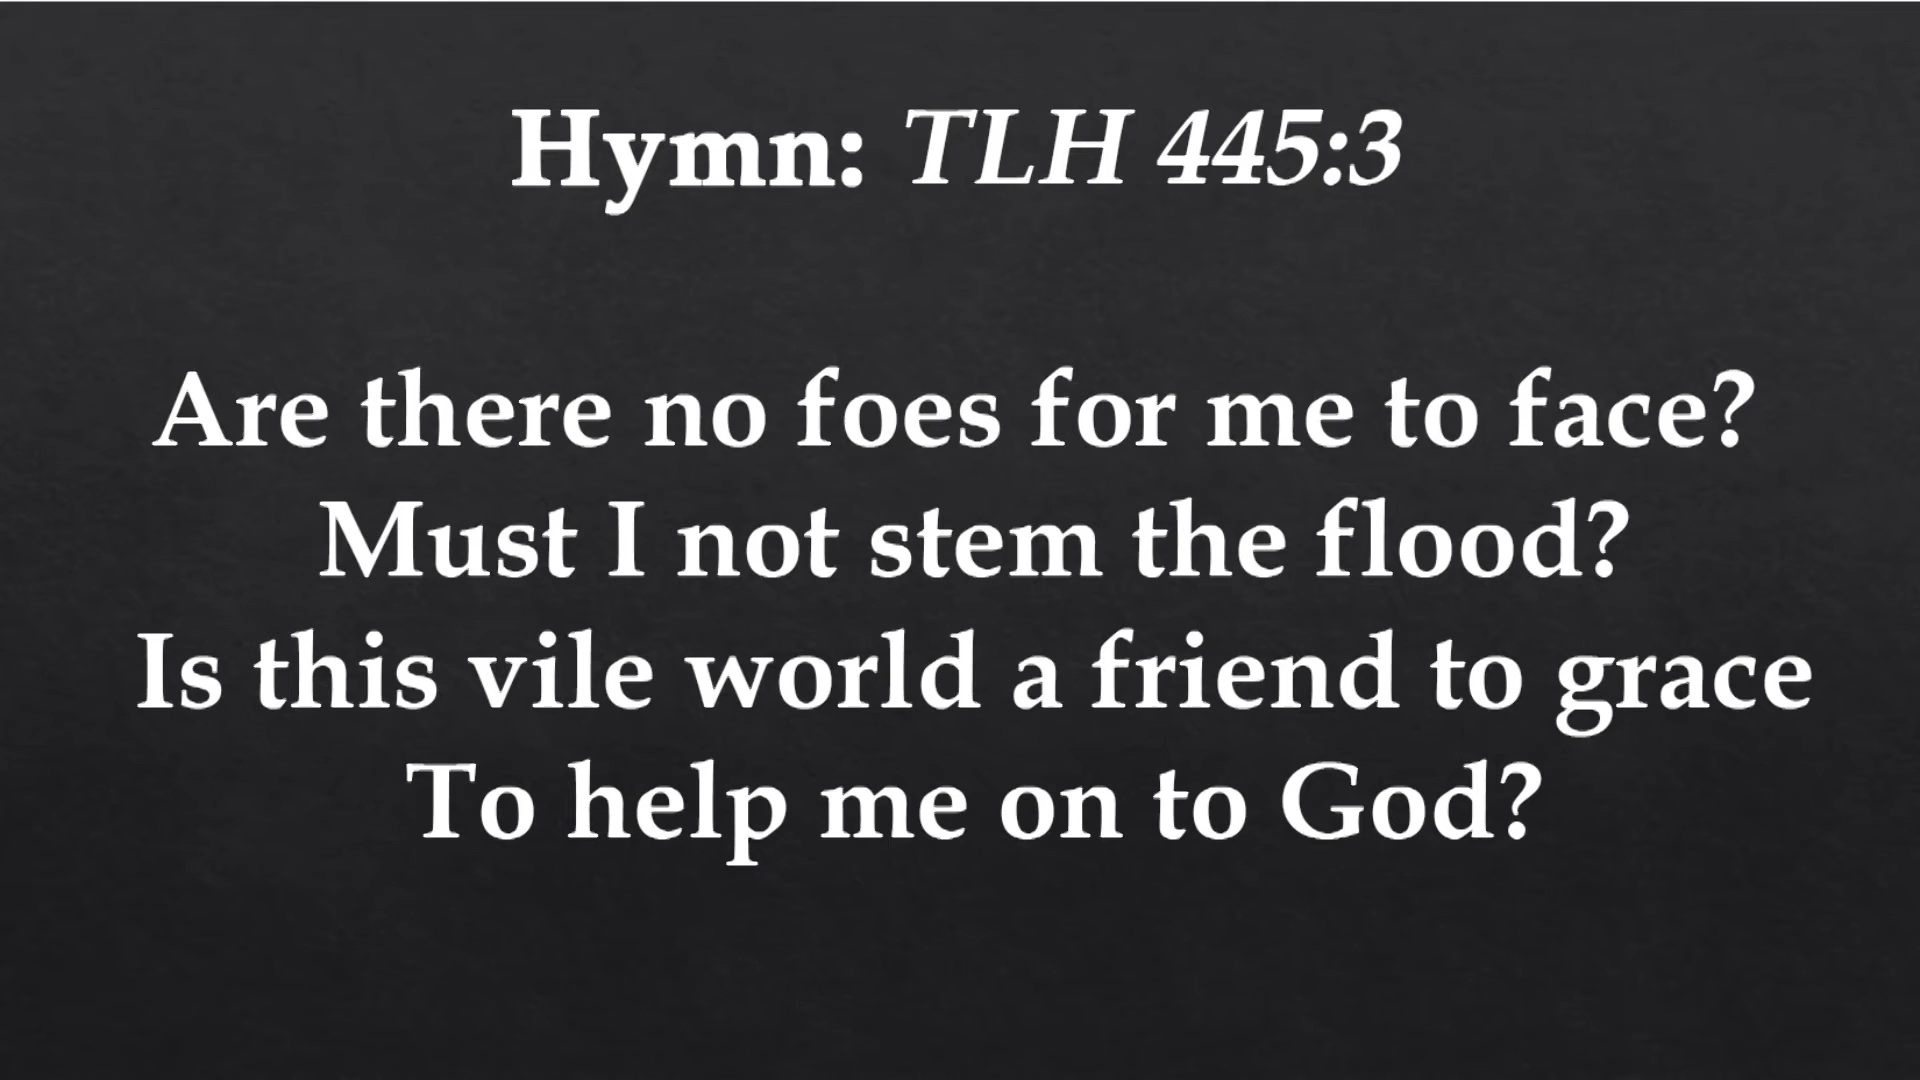 Hymn: TLH 445:3
Are there no foes for me to face?
Must I not stem the flood?
Is this vile world a friend to grace
To help me on to God?